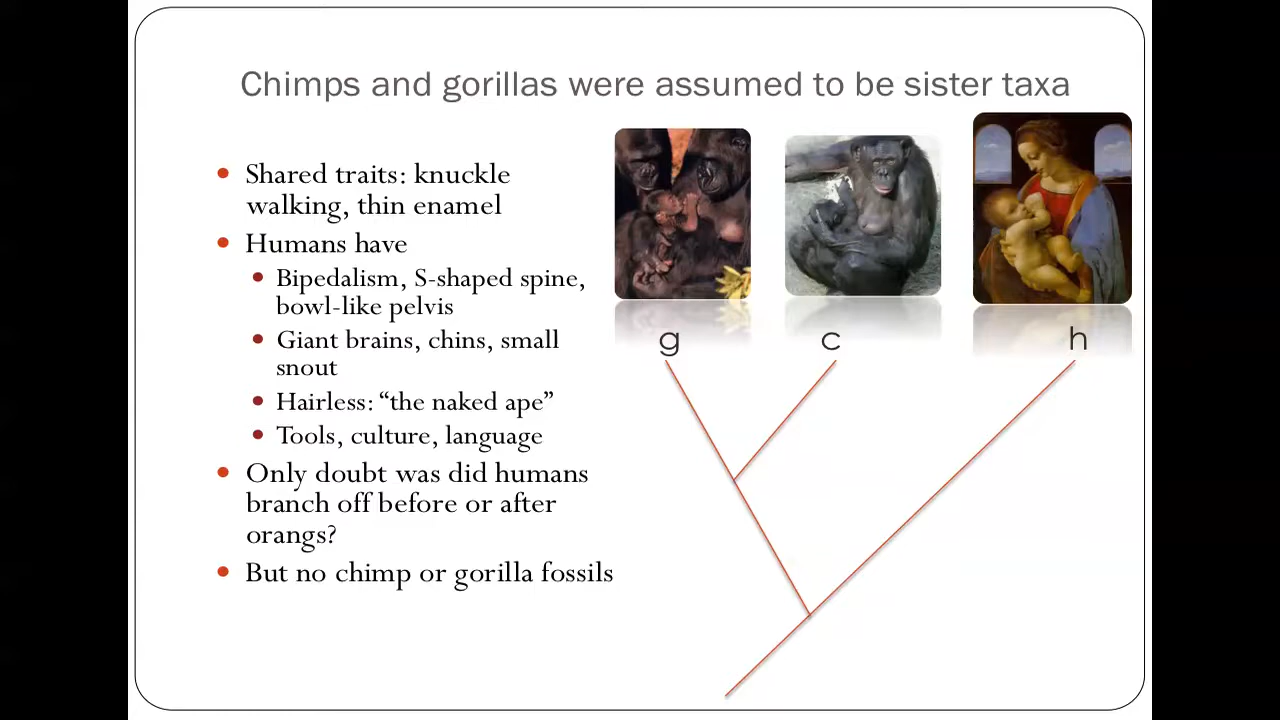 Chimps and gorillas were assumed to be sister taxa
• Shared traits: knuckle
walking, thin enamel
• Humans have
• Bipedalism, S-shaped spine,
bowl-like pelvis
• Giant brains, chins, small
snout
• Hairless: “the naked ape”
• Tools, culture, language
• Only doubt was did humans
branch off before or after
orangs?
• But no chimp or gorilla fossils
g c h